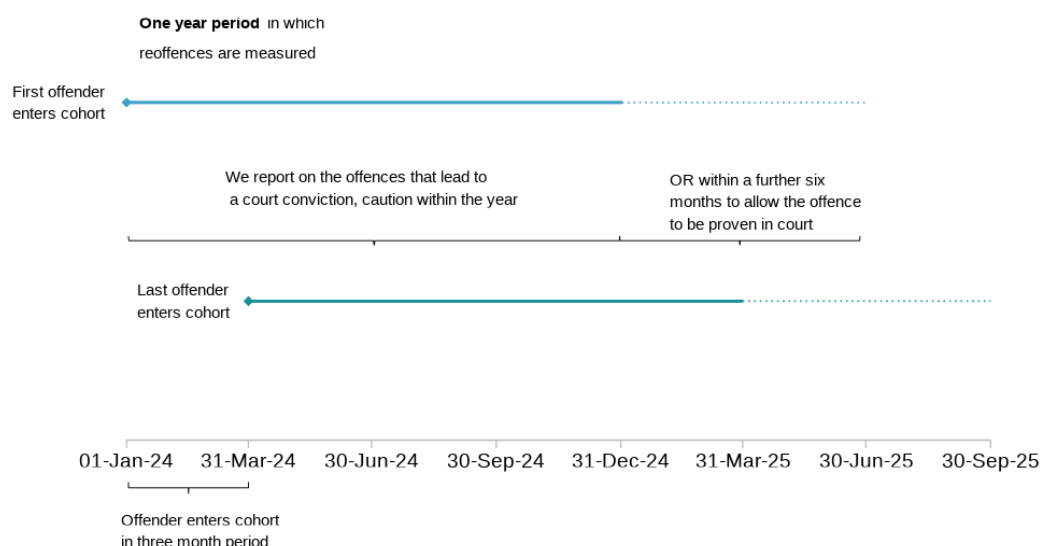 One year period in which
reoffences are measured
First offender
enters cohort
We report on the offences that lead to
a court conviction, caution within the year
OR within a further six
months to allow the offence
to be proven in court
Last offender
enters cohort
01-Jan-24 31-Mar-24 30-Jun-24 30-Sep-24 31-Dec-24 31-Mar-25 30-Jun-25 30-Sep-25
Offender enters cohort
in three month period